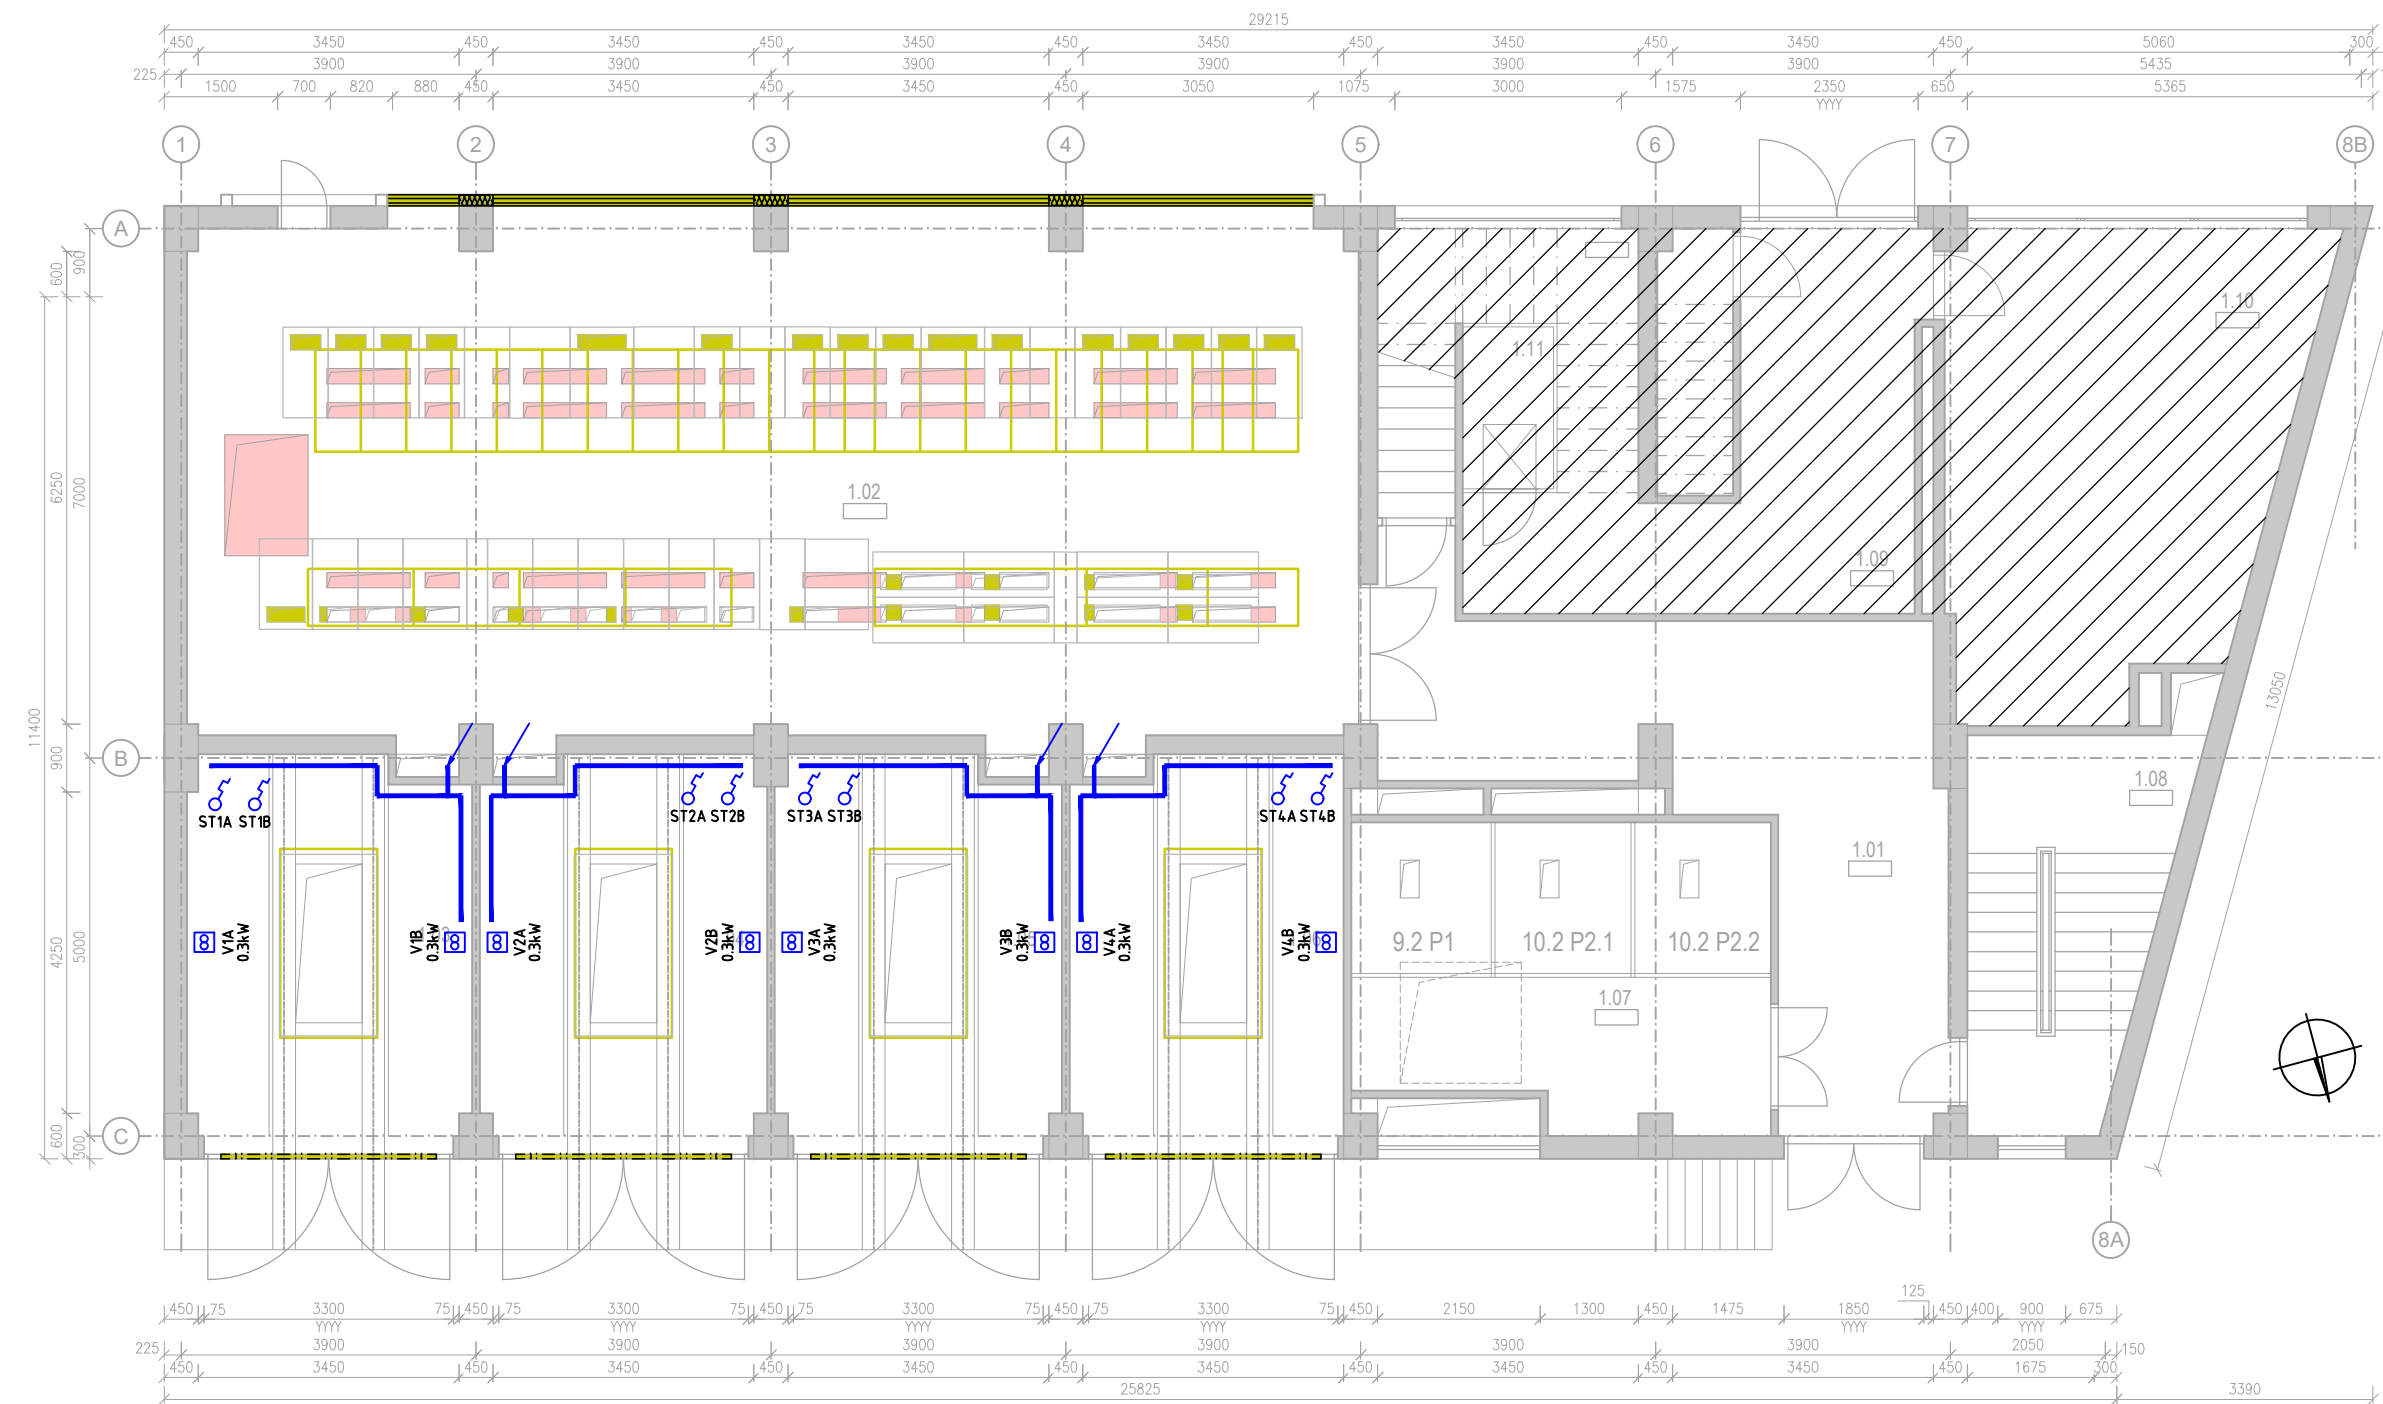 29215
450 3450 450 3450 450 3450 450 3450 450 3450 450 3450 450 5060 300
225 3900 3900 3900 3900 3900 3900 5435
1500 700 820 880 450 3450 450 3450 450 3050 1075 3000 1575 2350 650 5365
1 2 3 4 5 6 7 8B
A
600 900
1.10
1.11
6250 7000
1.02
1.09
13050
11400
900
B
1.08
ST1A ST1B ST2A ST2B ST3A ST3B ST4A ST4B
1.01
4250 5000
V1A 0.3kW
V1B 0.3kW
V2A 0.3kW
V2B 0.3kW
V3A 0.3kW
V3B 0.3kW
V4A 0.3kW
V4B 0.3kW
9.2 P1 10.2 P2.1 10.2 P2.2
1.07
C
600 300
8A
125
450 75 3300 75 450 75 3300 75 450 75 3300 75 450 75 3300 75 450 2150 1300 450 1475 1850 450 400 900 675
225 3900 3900 3900 3900 3900 3900 2050 150
450 3450 450 3450 450 3450 450 3450 450 3450 450 3450 450 1675 300
25825 3390